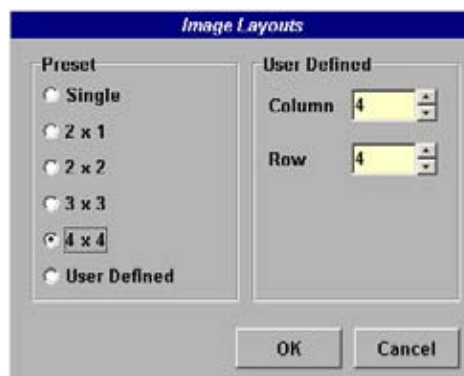 Image Layouts
Preset
Single
2 x 1
2 x 2
3 x 3
4 x 4
User Defined
User Defined
Column 4
Row 4
OK
Cancel